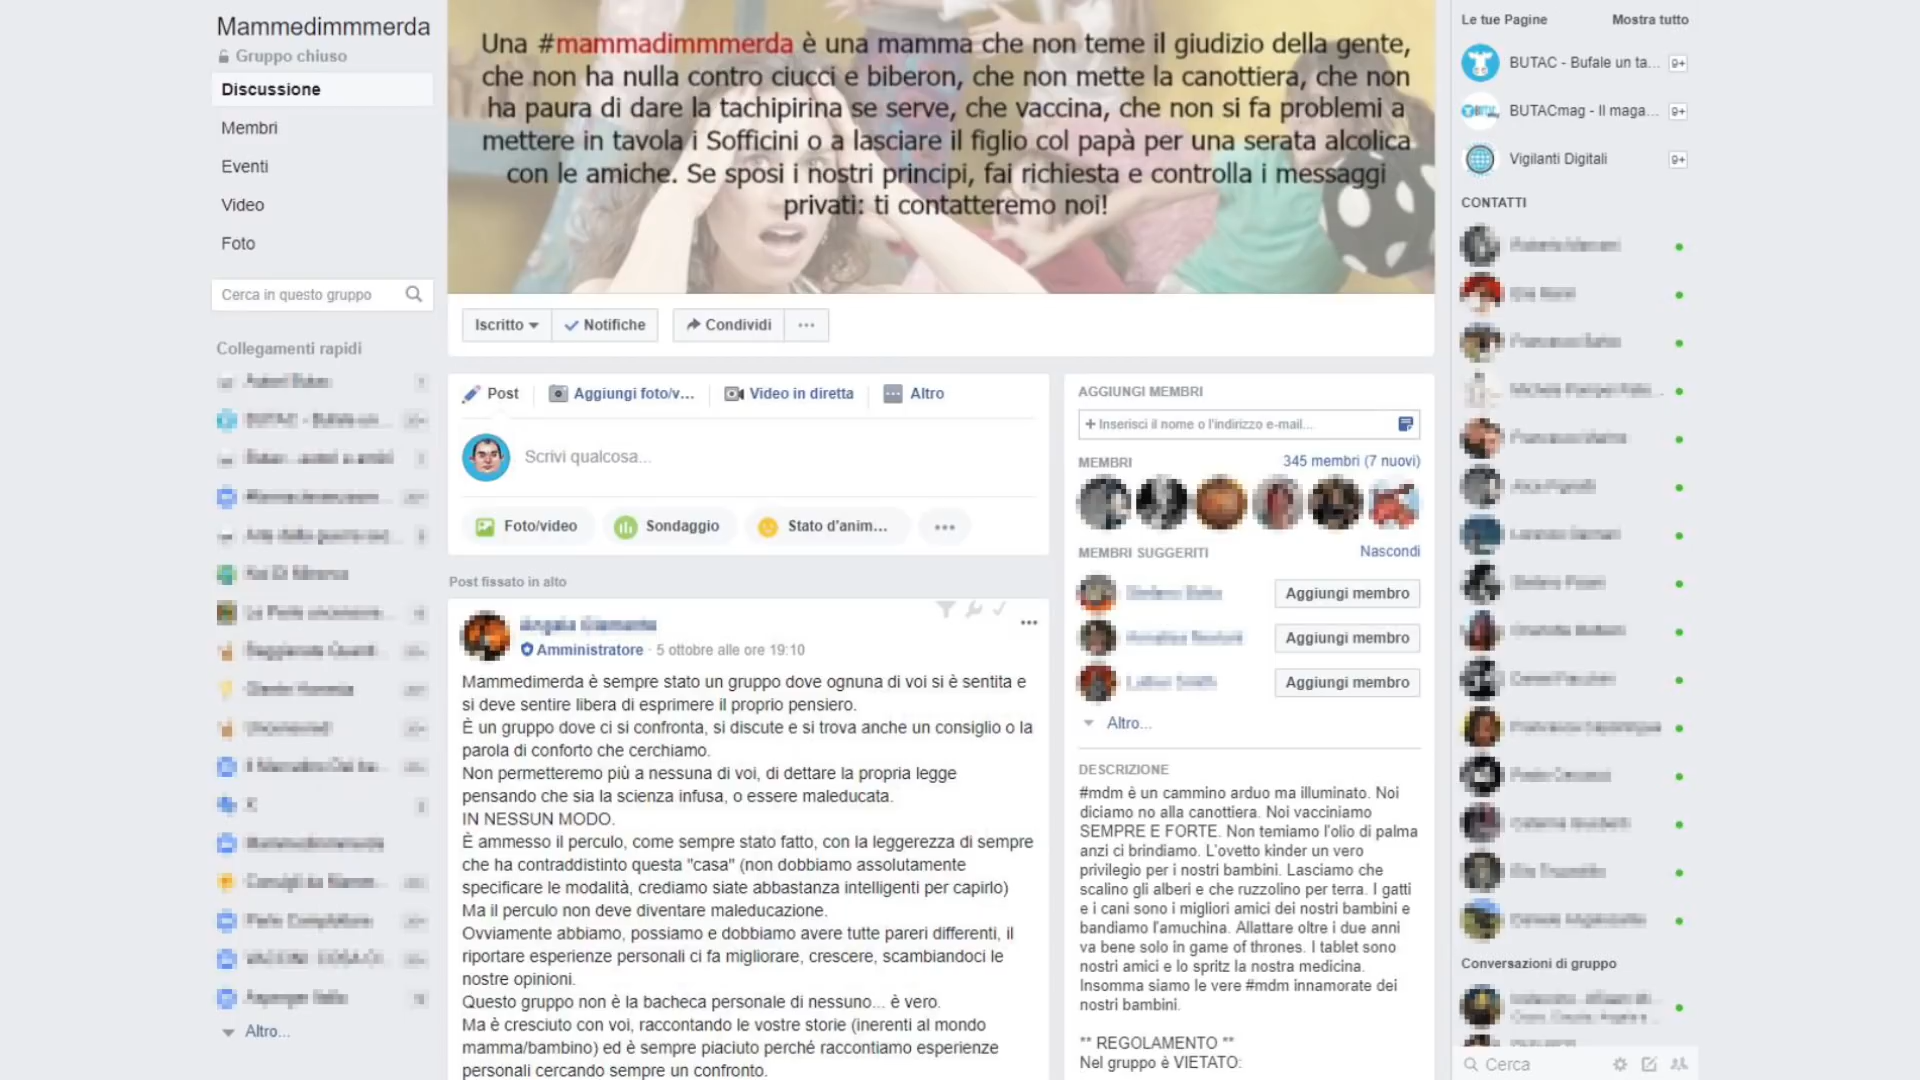 Mammedimmmerda
Gruppo chiuso
Discussione
Membri
Eventi
Video
Foto
Cerca in questo gruppo
Collegamenti rapidi
Altro...
Una #mammadimmmerda è una mamma che non teme il giudizio della gente,
che non ha nulla contro ciucci e biberon, che non mette la canottiera, che non
ha paura di dare la tachipirina se serve, che vaccina, che non si fa problemi a
mettere in tavola i Sofficini o a lasciare il figlio col papà per una serata alcolica
con le amiche. Se sposi i nostri principi, fai richiesta e controlla i messaggi
privati: ti contatteremo noi!
Iscritto Notifiche Condividi
Post Aggiungi foto/v... Video in diretta Altro
Scrivi qualcosa...
Foto/video Sondaggio Stato d'anim...
Post fissato in alto
Amministratore · 5 ottobre alle ore 19:10
Mammedimerda è sempre stato un gruppo dove ognuna di voi si è sentita e
si deve sentire libera di esprimere il proprio pensiero.
È un gruppo dove ci si confronta, si discute e si trova anche un consiglio o la
parola di conforto che cerchiamo.
Non permetteremo più a nessuna di voi, di dettare la propria legge
pensando che sia la scienza infusa, o essere maleducata.
IN NESSUN MODO.
È ammesso il perculo, come sempre stato fatto, con la leggerezza di sempre
che ha contraddistinto questa "casa" (non dobbiamo assolutamente
specificare le modalità, crediamo siate abbastanza intelligenti per capirlo)
Ma il perculo non deve diventare maleducazione.
Ovviamente abbiamo, possiamo e dobbiamo avere tutte pareri differenti, il
riportare esperienze personali ci fa migliorare, crescere, scambiandoci le
nostre opinioni.
Questo gruppo non è la bacheca personale di nessuno... è vero.
Ma è cresciuto con voi, raccontando le vostre storie (inerenti al mondo
mamma/bambino) ed è sempre piaciuto perché raccontiamo esperienze
personali cercando sempre un confronto.
AGGIUNGI MEMBRI
+ Inserisci il nome o l'indirizzo e-mail...
MEMBRI 345 membri (7 nuovi)
MEMBRI SUGGERITI Nascondi
Aggiungi membro
Aggiungi membro
Aggiungi membro
Altro...
DESCRIZIONE
#mdm è un cammino arduo ma illuminato. Noi
diciamo no alla canottiera. Noi vacciniamo
SEMPRE E FORTE. Non temiamo l'olio di palma
anzi ci brindiamo. L'ovetto kinder un vero
privilegio per i nostri bambini. Lasciamo che
scalino gli alberi e che ruzzolino per terra. I gatti
e i cani sono i migliori amici dei nostri bambini e
bandiamo l'amuchina. Allattare oltre i due anni
va bene solo in game of thrones. I tablet sono
nostri amici e lo spritz la nostra medicina.
Insomma siamo le vere #mdm innamorate dei
nostri bambini.
** REGOLAMENTO **
Nel gruppo è VIETATO:
Le tue Pagine Mostra tutto
BUTAC - Bufale un ta... 9+
BUTACmag - Il maga... 9+
Vigilanti Digitali 9+
CONTATTI
Conversazioni di gruppo
Cerca